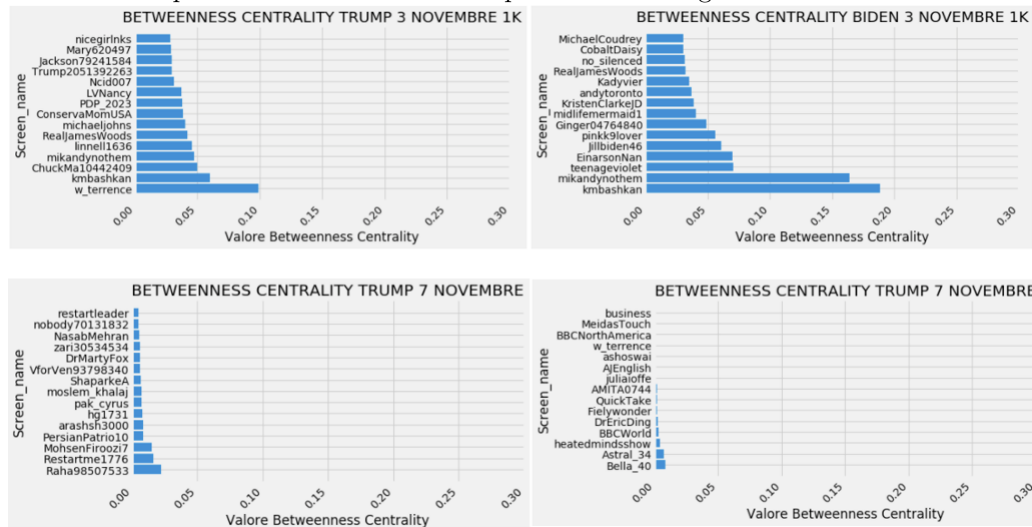 BETWEENNESS CENTRALITY TRUMP 3 NOVEMBRE 1K
nicegirlnks
Mary620497
Jackson79241584
Trump2051392263
Ncid007
LVNancy
PDP_2023
ConservaMomUSA
michaeljohns
RealJamesWoods
linnell1636
mikandynothem
ChuckMa10442409
kmbashkan
w_terrence
Screen_name
0.00 0.05 0.10 0.15 0.20 0.25 0.30
Valore Betweenness Centrality
BETWEENNESS CENTRALITY BIDEN 3 NOVEMBRE 1K
MichaelCoudrey
CobaltDaisy
no_silenced
RealJamesWoods
Kadyvier
andytoronto
KristenClarkeJD
midlifemermaid1
Ginger04764840
pinkk9lover
Jillbiden46
EinarsonNan
teenageviolet
mikandynothem
kmbashkan
Screen_name
0.00 0.05 0.10 0.15 0.20 0.25 0.30
Valore Betweenness Centrality
BETWEENNESS CENTRALITY TRUMP 7 NOVEMBRE
restartleader
nobody70131832
NasabMehran
zari30534534
DrMartyFox
VforVen93798340
ShaparkeA
moslem_khalaj
pak_cyrus
hg1731
arashsh3000
PersianPatrio10
MohsenFiroozi7
Restartme1776
Raha98507533
Screen_name
0.00 0.05 0.10 0.15 0.20 0.25 0.30
Valore Betweenness Centrality
BETWEENNESS CENTRALITY TRUMP 7 NOVEMBRE
business
MeidasTouch
BBCNorthAmerica
w_terrence
ashoswai
AJEnglish
juliaioffe
AMITA0744
QuickTake
Fielywonder
DrEricDing
BBCWorld
heatedmindsshow
Astral_34
Bella_40
Screen_name
0.00 0.05 0.10 0.15 0.20 0.25 0.30
Valore Betweenness Centrality